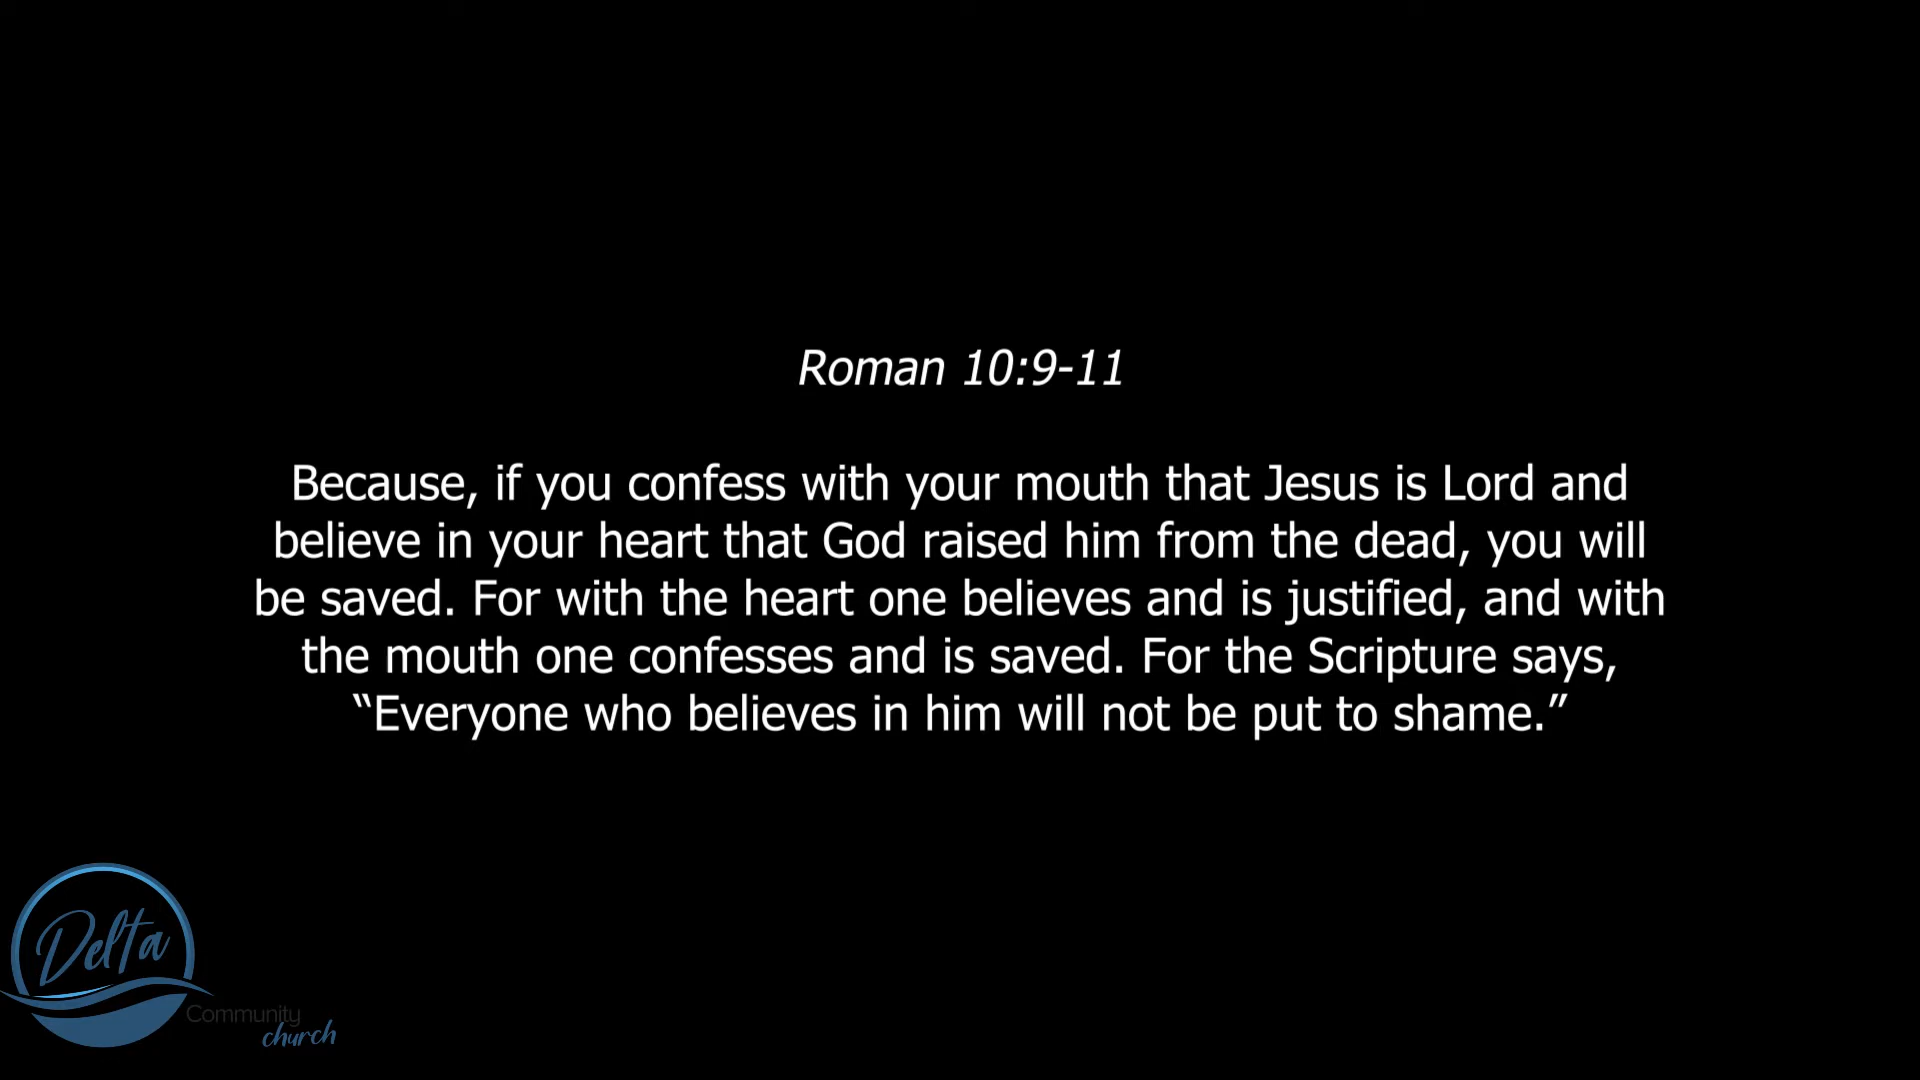 Roman 10:9-11
Because, if you confess with your mouth that Jesus is Lord and
believe in your heart that God raised him from the dead, you will
be saved. For with the heart one believes and is justified, and with
the mouth one confesses and is saved. For the Scripture says,
“Everyone who believes in him will not be put to shame.”
Delta
Community
church